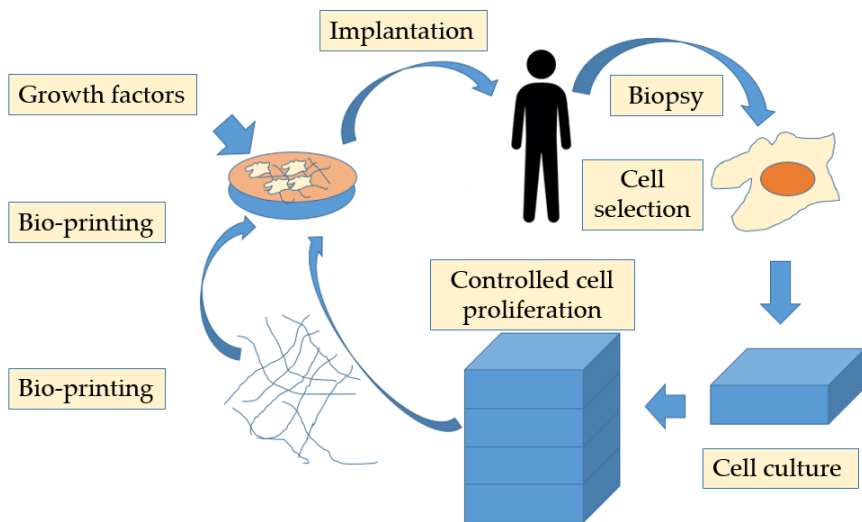 Implantation
Growth factors
Biopsy
Cell
selection
Bio-printing
Controlled cell
proliferation
Bio-printing
Cell culture